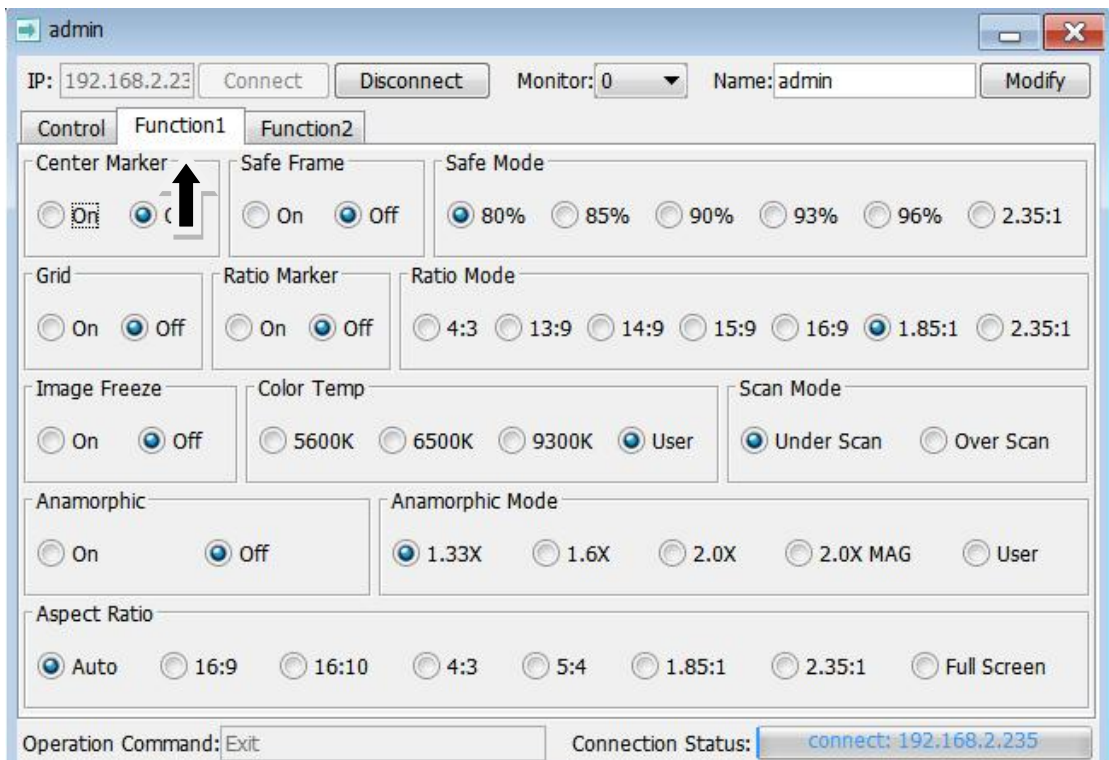 admin
IP: 192.168.2.23 Connect Disconnect Monitor: 0 Name: admin Modify
Control Function1 Function2
Center Marker Safe Frame Safe Mode
On On Off 80% 85% 90% 93% 96% 2.35:1
Grid Ratio Marker Ratio Mode
On Off On Off 4:3 13:9 14:9 15:9 16:9 1.85:1 2.35:1
Image Freeze Color Temp Scan Mode
On Off 5600K 6500K 9300K User Under Scan Over Scan
Anamorphic Anamorphic Mode
On Off 1.33X 1.6X 2.0X 2.0X MAG User
Aspect Ratio
Auto 16:9 16:10 4:3 5:4 1.85:1 2.35:1 Full Screen
Operation Command: Exit Connection Status: connect: 192.168.2.235